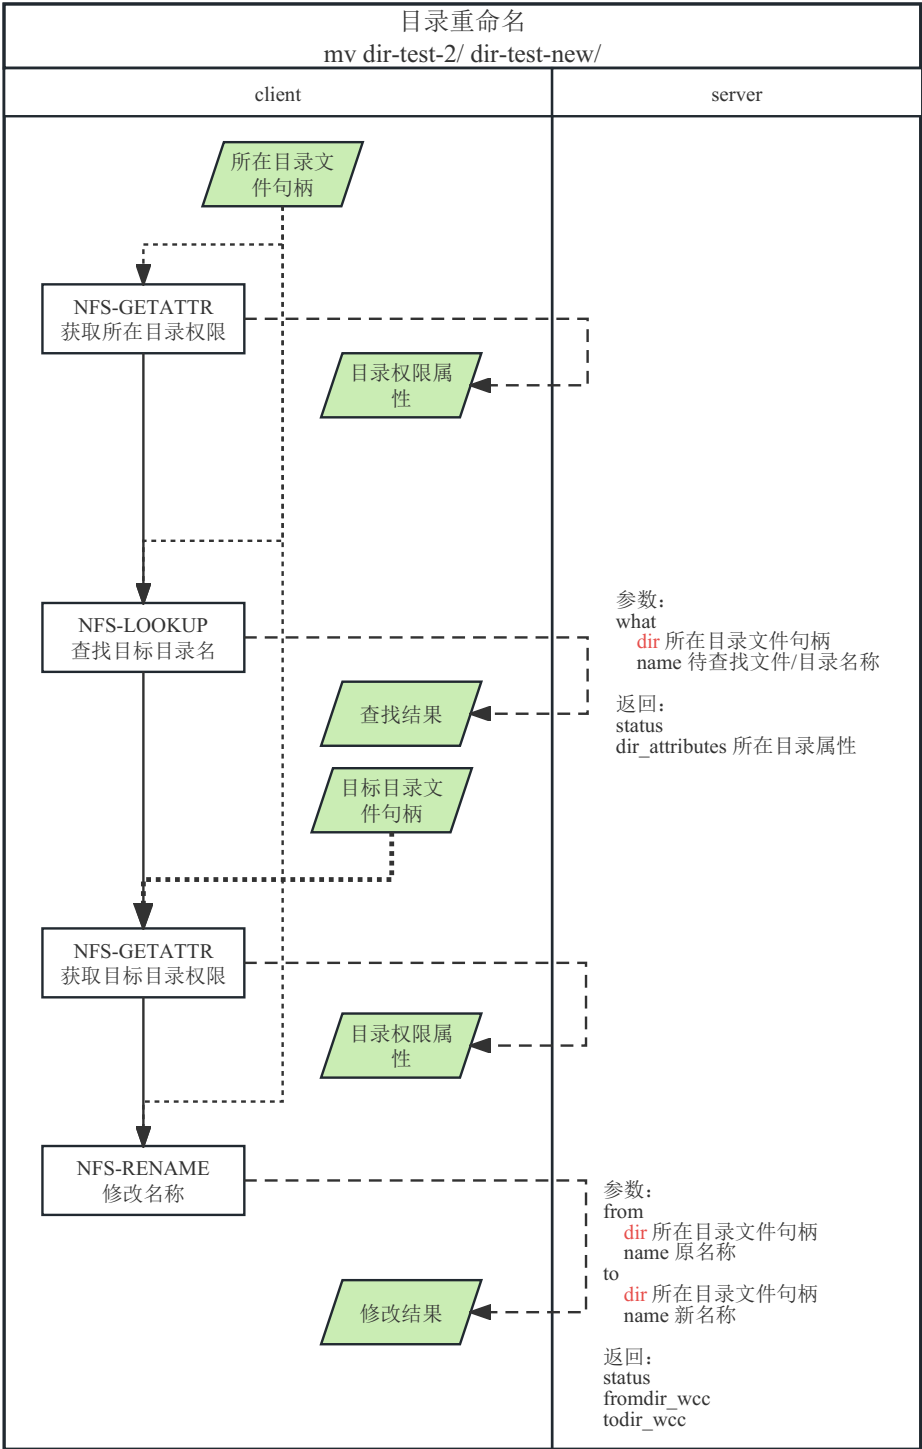 目录重命名
mv dir-test-2/ dir-test-new/
client
server
所在目录文
件句柄
NFS-GETATTR
获取所在目录权限
目录权限属
性
NFS-LOOKUP
查找目标目录名
参数：
what
dir 所在目录文件句柄
name 待查找文件/目录名称
返回：
status
dir_attributes 所在目录属性
查找结果
目标目录文
件句柄
NFS-GETATTR
获取目标目录权限
目录权限属
性
NFS-RENAME
修改名称
参数：
from
dir 所在目录文件句柄
name 原名称
to
dir 所在目录文件句柄
name 新名称
返回：
status
fromdir_wcc
todir_wcc
修改结果